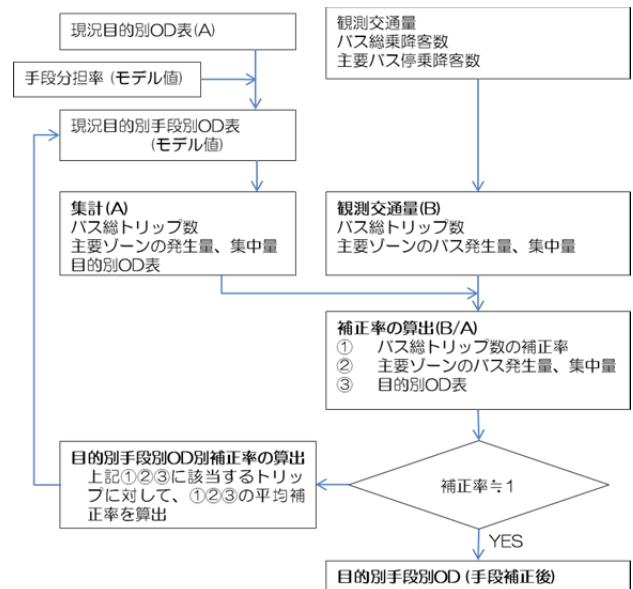 現況目的別OD表(A)
手段分担率 (モデル値)
現況目的別手段別OD表
(モデル値)
集計(A)
バス総トリップ数
主要ゾーンの発生量、集中量
目的別OD表
観測交通量
バス総乗降客数
主要バス停乗降客数
観測交通量(B)
バス総トリップ数
主要ゾーンのバス発生量、集中量
補正率の算出(B/A)
① バス総トリップ数の補正率
② 主要ゾーンのバス発生量、集中量
③ 目的別OD表
補正率≒1
目的別手段別OD別補正率の算出
上記①②③に該当するトリッ
プに対して、①②③の平均補
正率を算出
YES
目的別手段別OD (手段補正後)